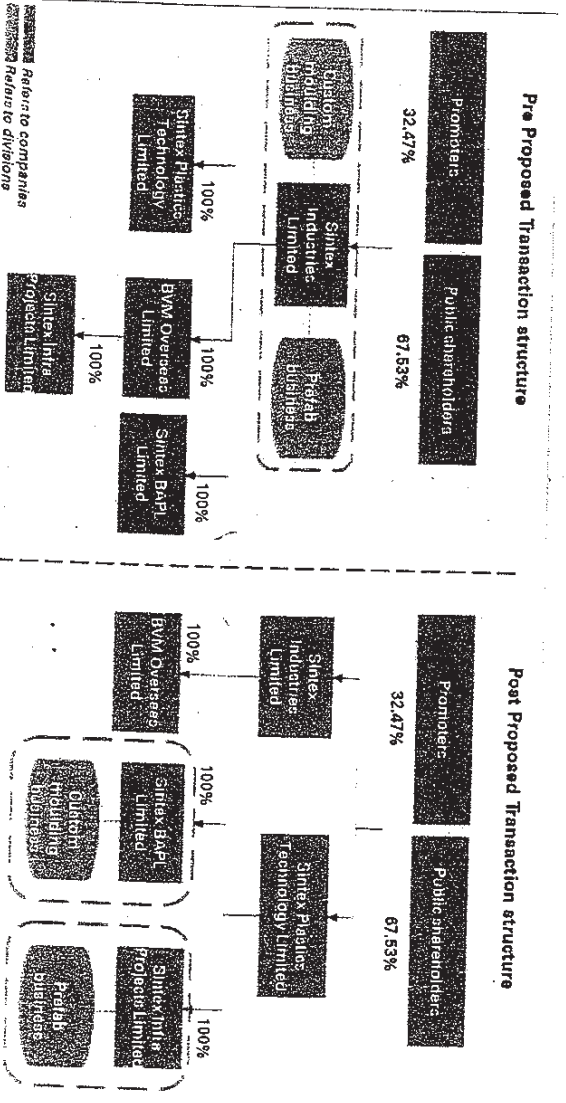 Pre Proposed Transaction structure
Promoters
Public shareholders
32.47%
67.53%
Custom
moulding
business
Sintex
Industries
Limited
Prefab
business
100%
100%
100%
Sintex Plastics
Technology
Limited
BVM Overseas
Limited
Sintex BAPL
Limited
100%
Sintex Infra
Projects Limited
Refers to companies
Refers to divisions
Post Proposed Transaction structure
Promoters
Public shareholders
32.47%
67.53%
Sintex
Industries
Limited
Sintex Plastics
Technology Limited
100%
100%
100%
BVM Overseas
Limited
Sintex BAPL
Limited
Sintex Infra
Projects Limited
Custom
moulding
business
Prefab
business